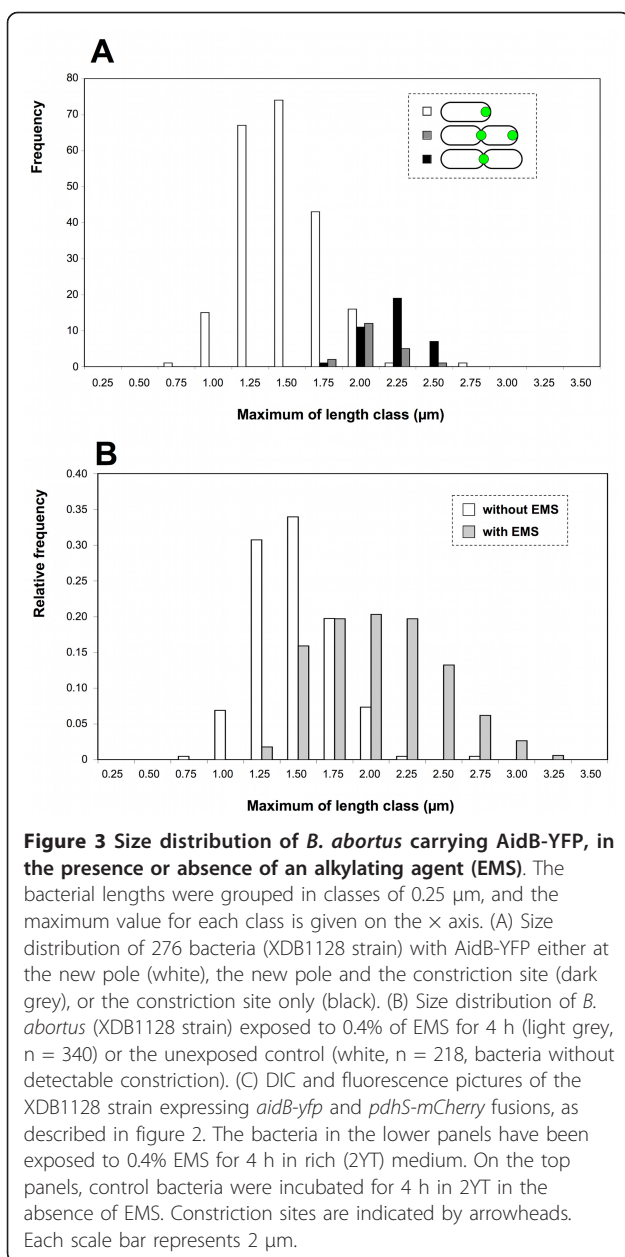 A
Frequency
80
70
60
50
40
30
20
10
0
0.25 0.50 0.75 1.00 1.25 1.50 1.75 2.00 2.25 2.50 2.75 3.00 3.25 3.50
Maximum of length class (µm)
B
Relative frequency
0.40
0.35
0.30
0.25
0.20
0.15
0.10
0.05
0
without EMS
with EMS
0.25 0.50 0.75 1.00 1.25 1.50 1.75 2.00 2.25 2.50 2.75 3.00 3.25 3.50
Maximum of length class (µm)
Figure 3 Size distribution of B. abortus carrying AidB-YFP, in
the presence or absence of an alkylating agent (EMS). The
bacterial lengths were grouped in classes of 0.25 µm, and the
maximum value for each class is given on the × axis. (A) Size
distribution of 276 bacteria (XDB1128 strain) with AidB-YFP either at
the new pole (white), the new pole and the constriction site (dark
grey), or the constriction site only (black). (B) Size distribution of B.
abortus (XDB1128 strain) exposed to 0.4% of EMS for 4 h (light grey,
n = 340) or the unexposed control (white, n = 218, bacteria without
detectable constriction). (C) DIC and fluorescence pictures of the
XDB1128 strain expressing aidB-yfp and pdhS-mCherry fusions, as
described in figure 2. The bacteria in the lower panels have been
exposed to 0.4% EMS for 4 h in rich (2YT) medium. On the top
panels, control bacteria were incubated for 4 h in 2YT in the
absence of EMS. Constriction sites are indicated by arrowheads.
Each scale bar represents 2 µm.